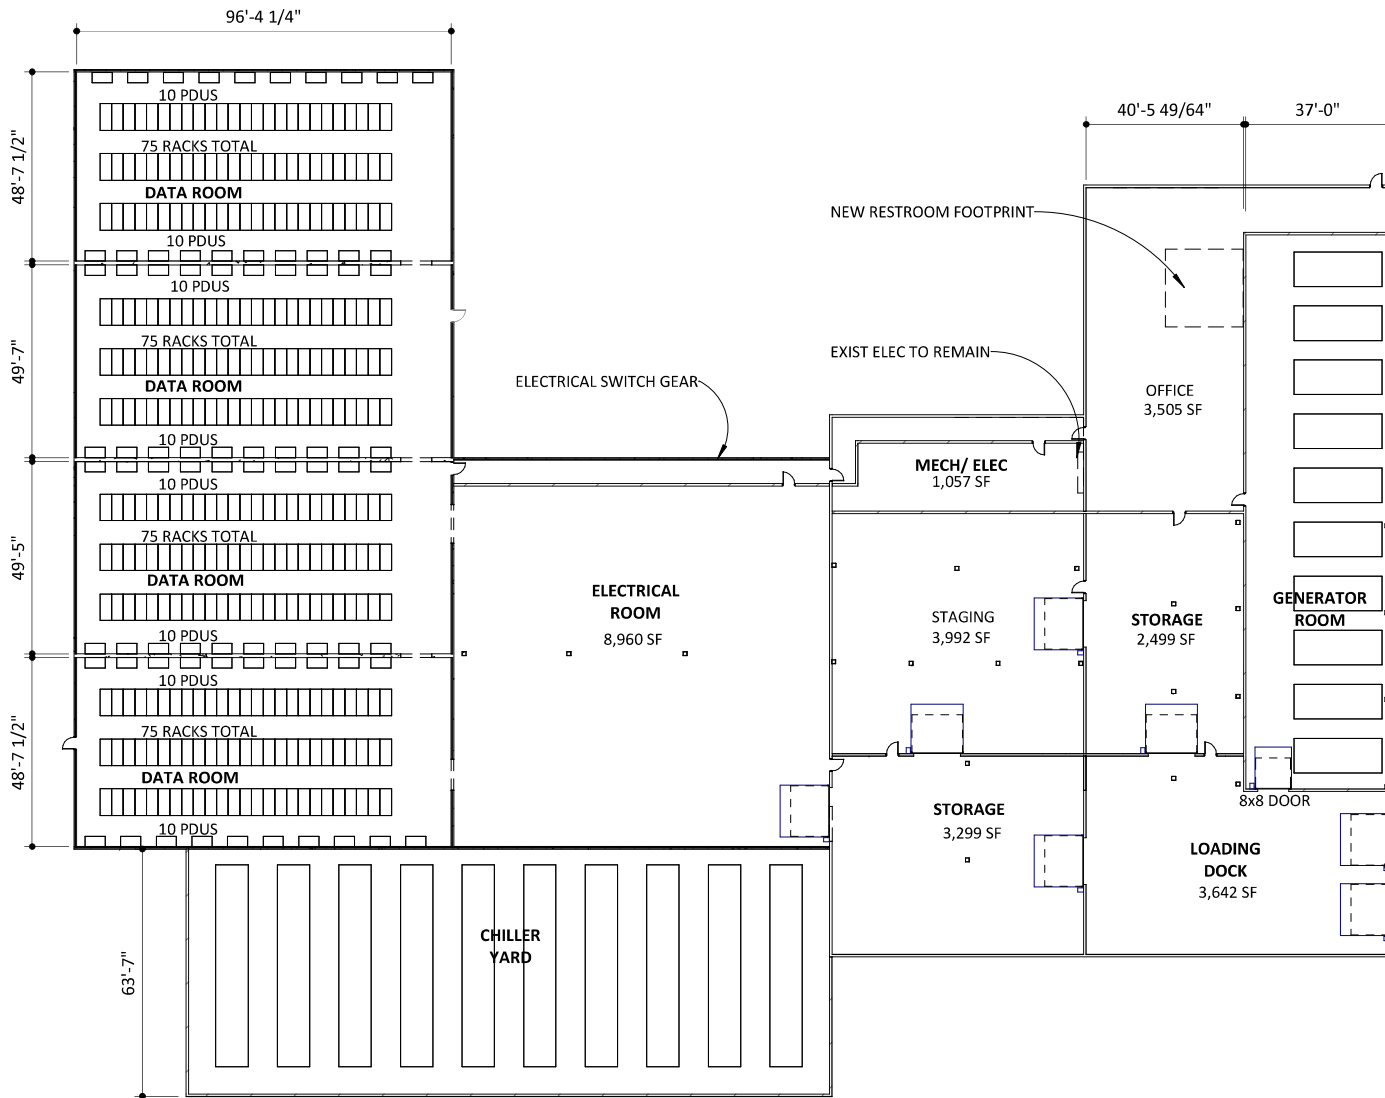 96'-4 1/4"
48'-7 1/2"
10 PDUS
75 RACKS TOTAL
DATA ROOM
10 PDUS
49'-7"
10 PDUS
75 RACKS TOTAL
DATA ROOM
10 PDUS
49'-5"
10 PDUS
75 RACKS TOTAL
DATA ROOM
10 PDUS
48'-7 1/2"
10 PDUS
75 RACKS TOTAL
DATA ROOM
10 PDUS
63'-7"
CHILLER
YARD
ELECTRICAL SWITCH GEAR
ELECTRICAL
ROOM
8,960 SF
40'-5 49/64"
37'-0"
NEW RESTROOM FOOTPRINT
EXIST ELEC TO REMAIN
OFFICE
3,505 SF
MECH/ ELEC
1,057 SF
STAGING
3,992 SF
STORAGE
2,499 SF
GENERATOR
ROOM
STORAGE
3,299 SF
8x8 DOOR
LOADING
DOCK
3,642 SF